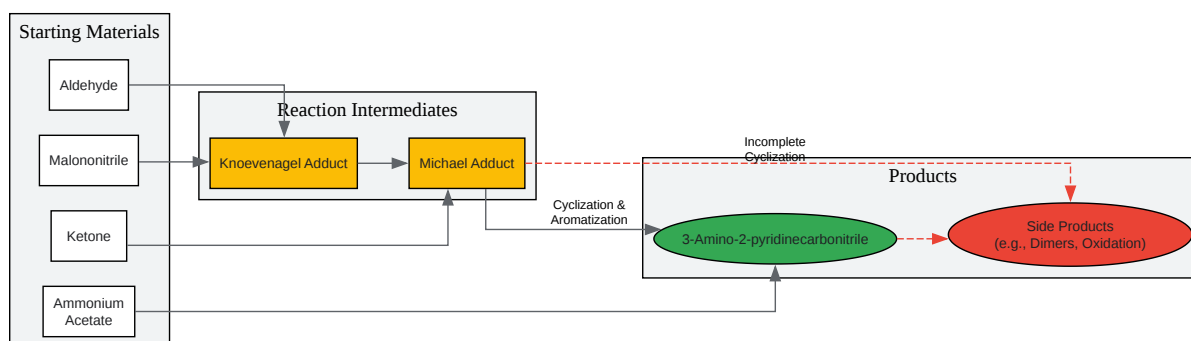 Starting Materials
Aldehyde
Malononitrile
Ketone
Ammonium
Acetate
Reaction Intermediates
Knoevenagel Adduct
Michael Adduct
Cyclization &
Aromatization
Incomplete
Cyclization
Products
3-Amino-2-pyridinecarbonitrile
Side Products
(e.g., Dimers, Oxidation)